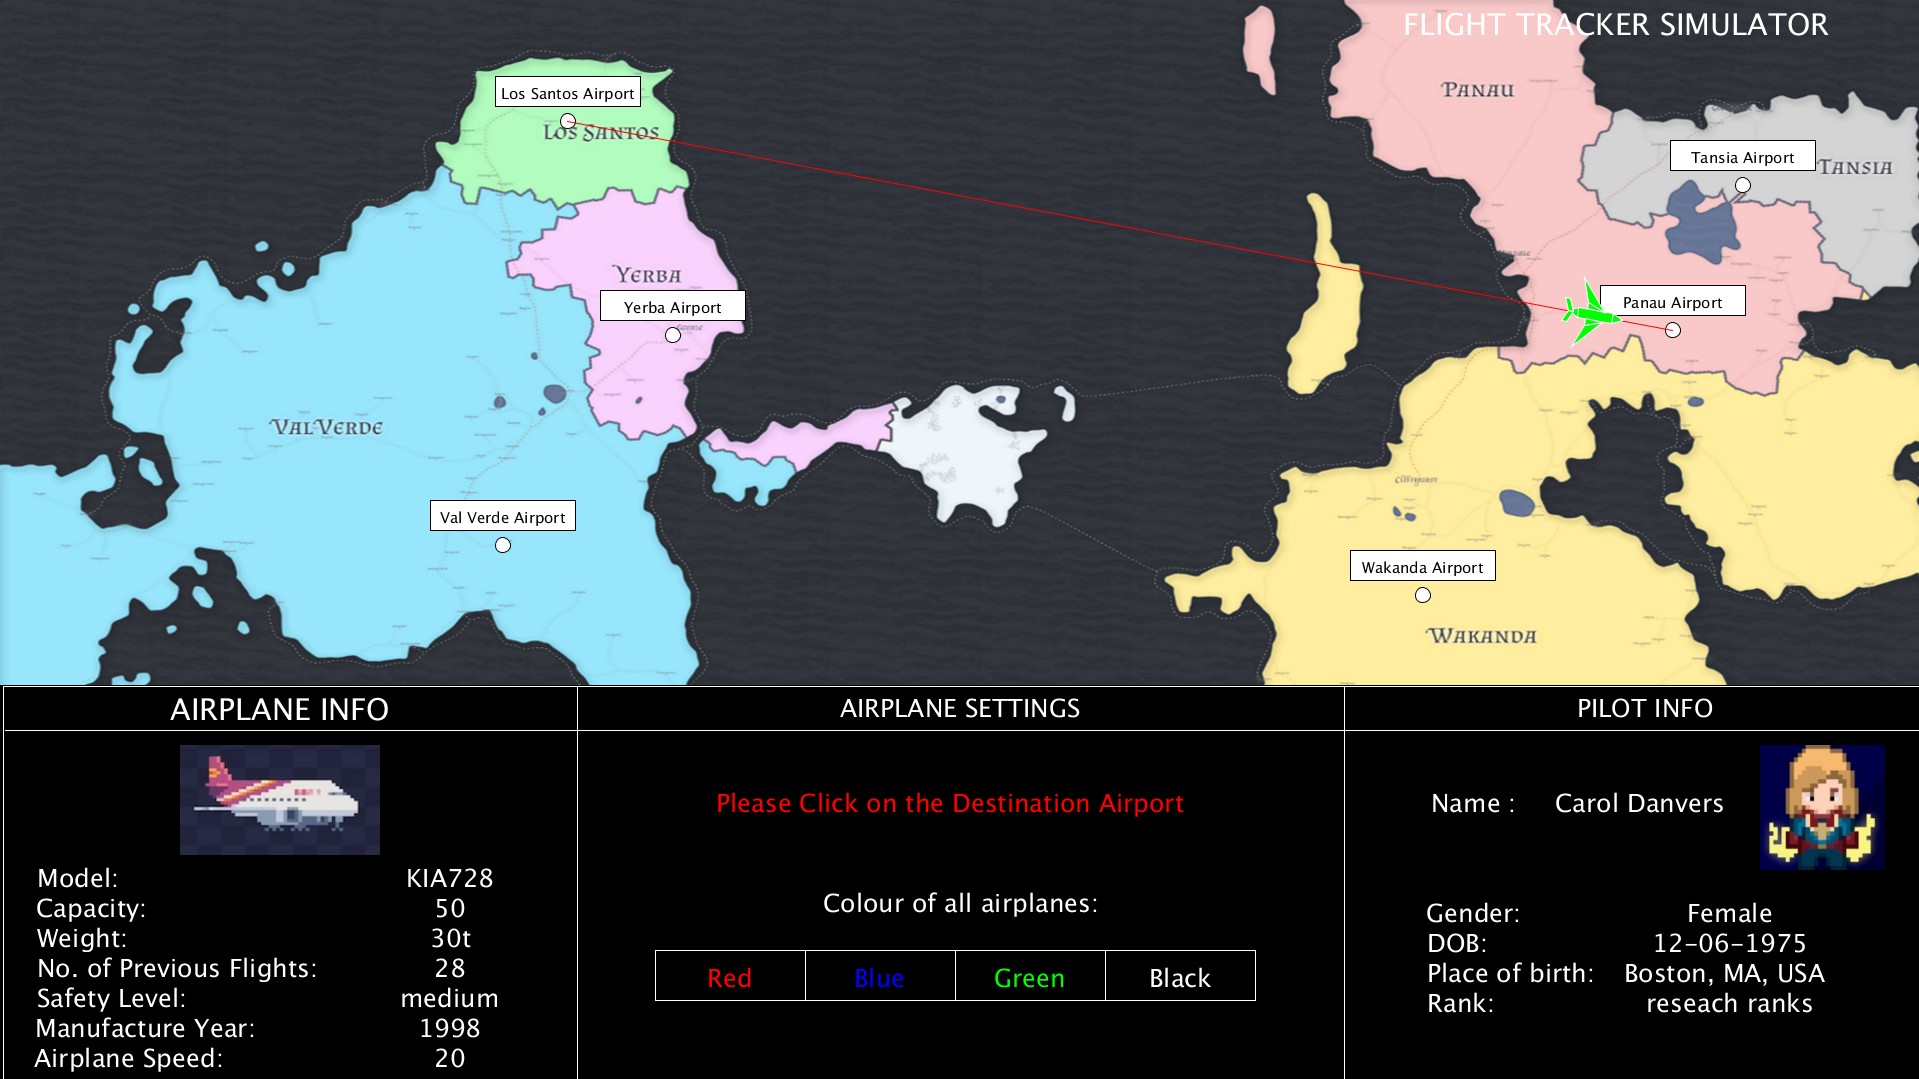 FLIGHT TRACKER SIMULATOR
PANAU
Los Santos Airport
LOS SANTOS
Tansia Airport
TANSIA
YERBA
Yerba Airport
Panau Airport
VAL VERDE
Val Verde Airport
Wakanda Airport
WAKANDA
AIRPLANE INFO
Model: KIA728
Capacity: 50
Weight: 30t
No. of Previous Flights: 28
Safety Level: medium
Manufacture Year: 1998
Airplane Speed: 20
AIRPLANE SETTINGS
Please Click on the Destination Airport
Colour of all airplanes:
Red Blue Green Black
PILOT INFO
Name : Carol Danvers
Gender: Female
DOB: 12-06-1975
Place of birth: Boston, MA, USA
Rank: reseach ranks